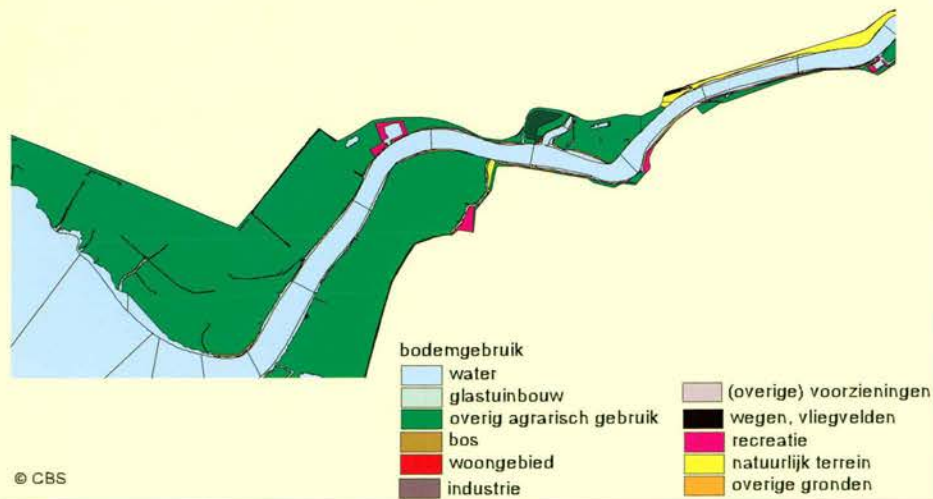 bodemgebruik
water
glastuinbouw
overig agrarisch gebruik
bos
woongebied
industrie
(overige) voorzieningen
wegen, vliegvelden
recreatie
natuurlijk terrein
overige gronden
© CBS